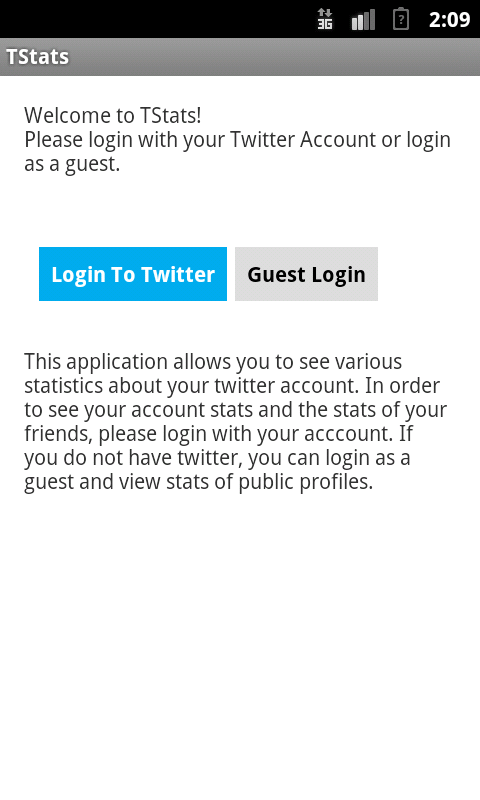 3G
2:09
TStats
Welcome to TStats!
Please login with your Twitter Account or login
as a guest.
Login To Twitter
Guest Login
This application allows you to see various
statistics about your twitter account. In order
to see your account stats and the stats of your
friends, please login with your acccount. If
you do not have twitter, you can login as a
guest and view stats of public profiles.